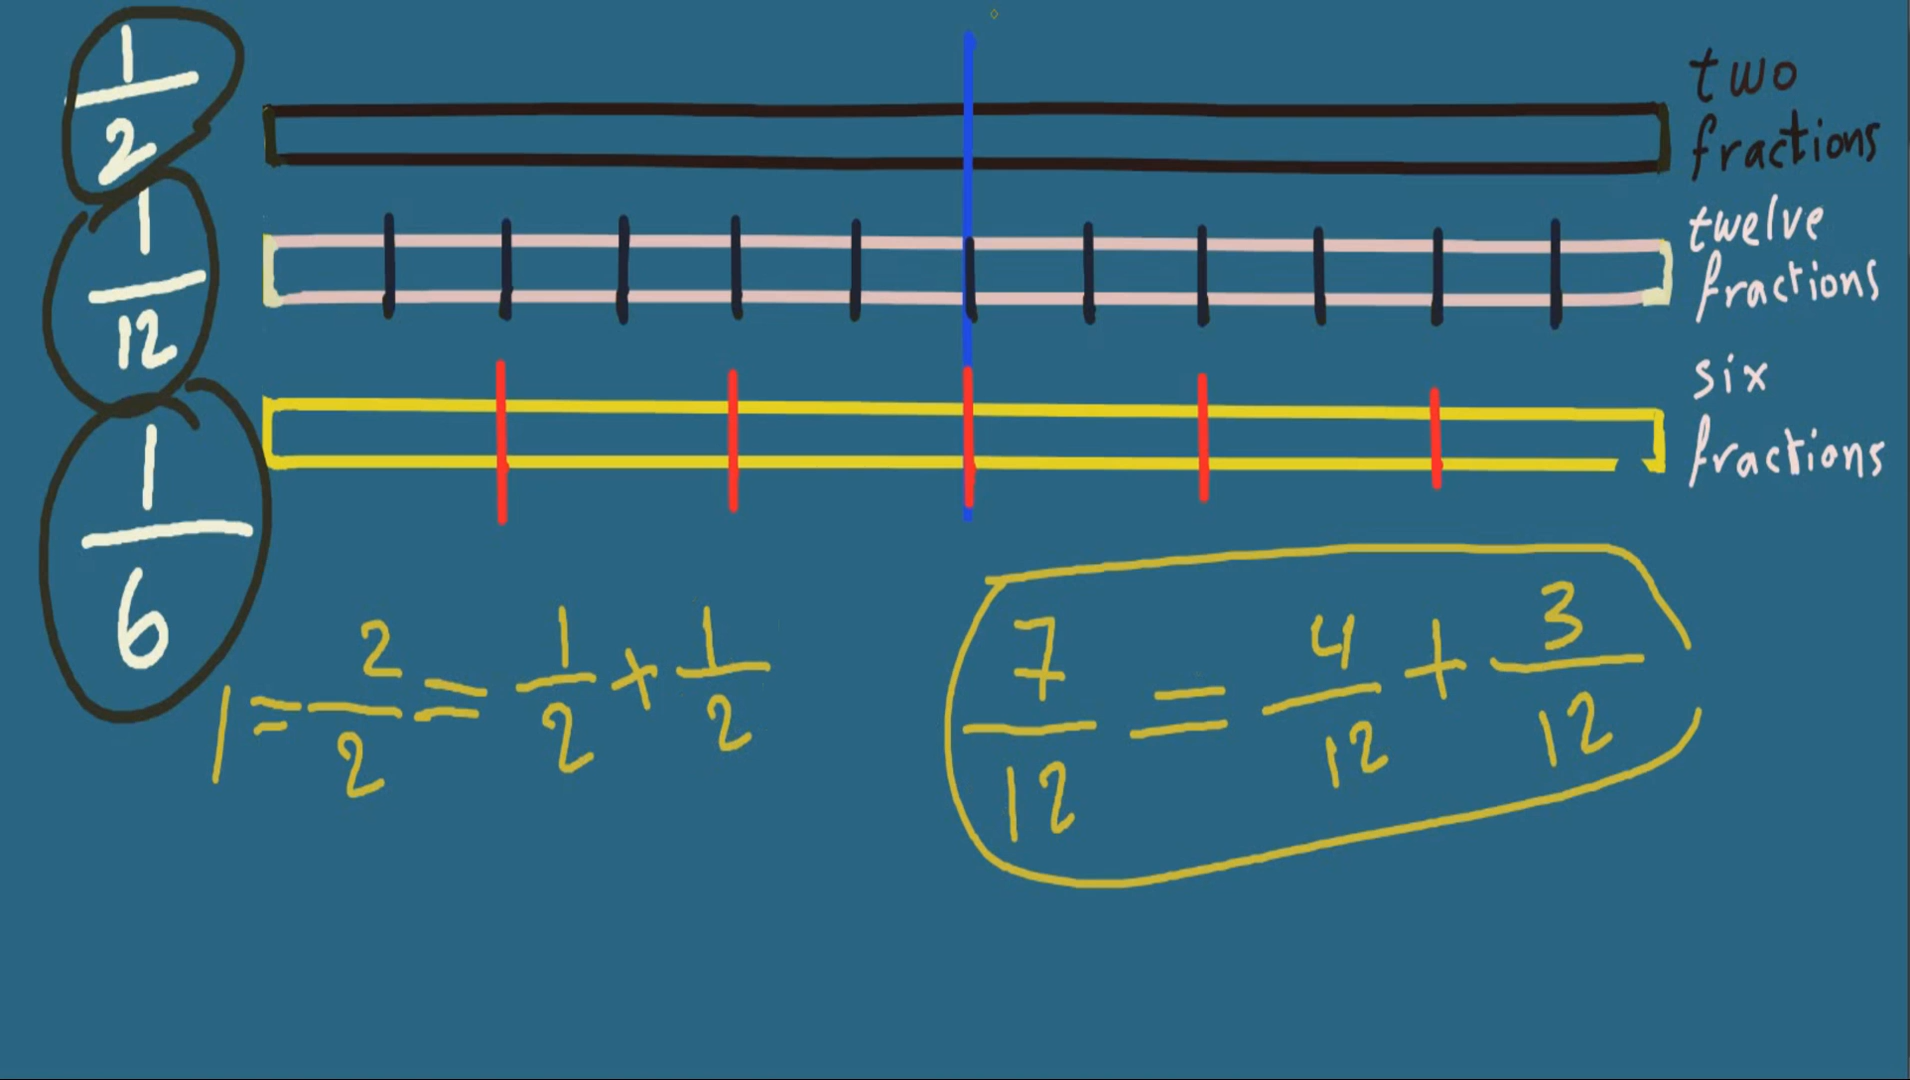 1/2
two
fractions
1/12
twelve
fractions
1/6
six
fractions
1 = 2/2 = 1/2 + 1/2
7/12 = 4/12 + 3/12